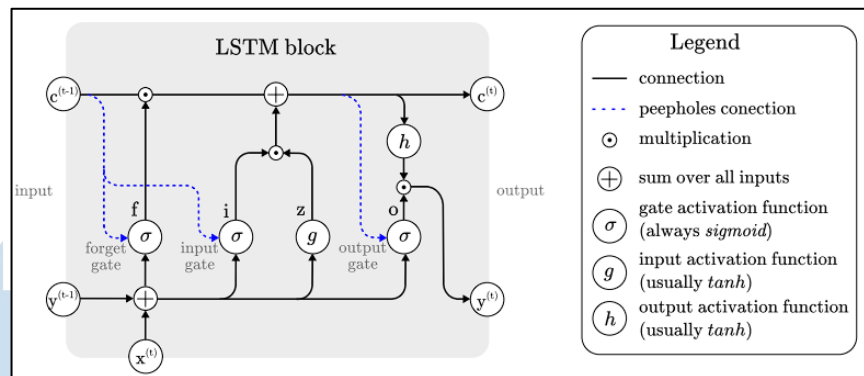 LSTM block
c(t-1)
c(t)
h
input
output
f
i
z
o
σ
σ
g
σ
forget
gate
input
gate
output
gate
y(t-1)
y(t)
x(t)
Legend
connection
peepholes conection
multiplication
sum over all inputs
σ
gate activation function
(always sigmoid)
g
input activation function
(usually tanh)
h
output activation function
(usually tanh)